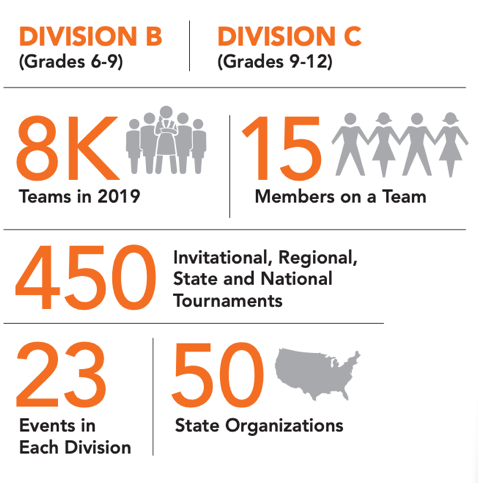 DIVISION B
(Grades 6-9)
DIVISION C
(Grades 9-12)
8K
Teams in 2019
15
Members on a Team
450
Invitational, Regional,
State and National
Tournaments
23
Events in
Each Division
50
State Organizations